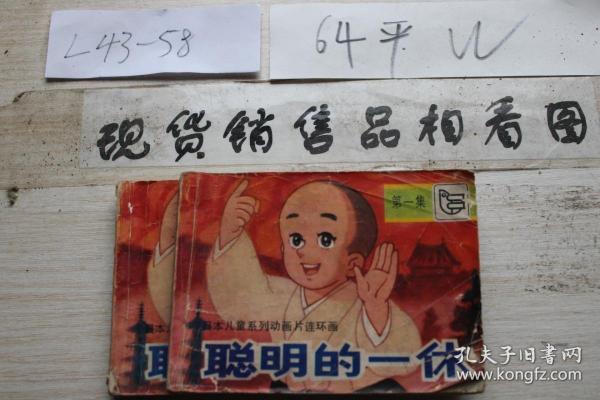 L43-58
64平 W
现货销售品相看图
第一集
日本儿童系列动画片连环画
聪明的一休
孔夫子旧书网
www.kongfz.com